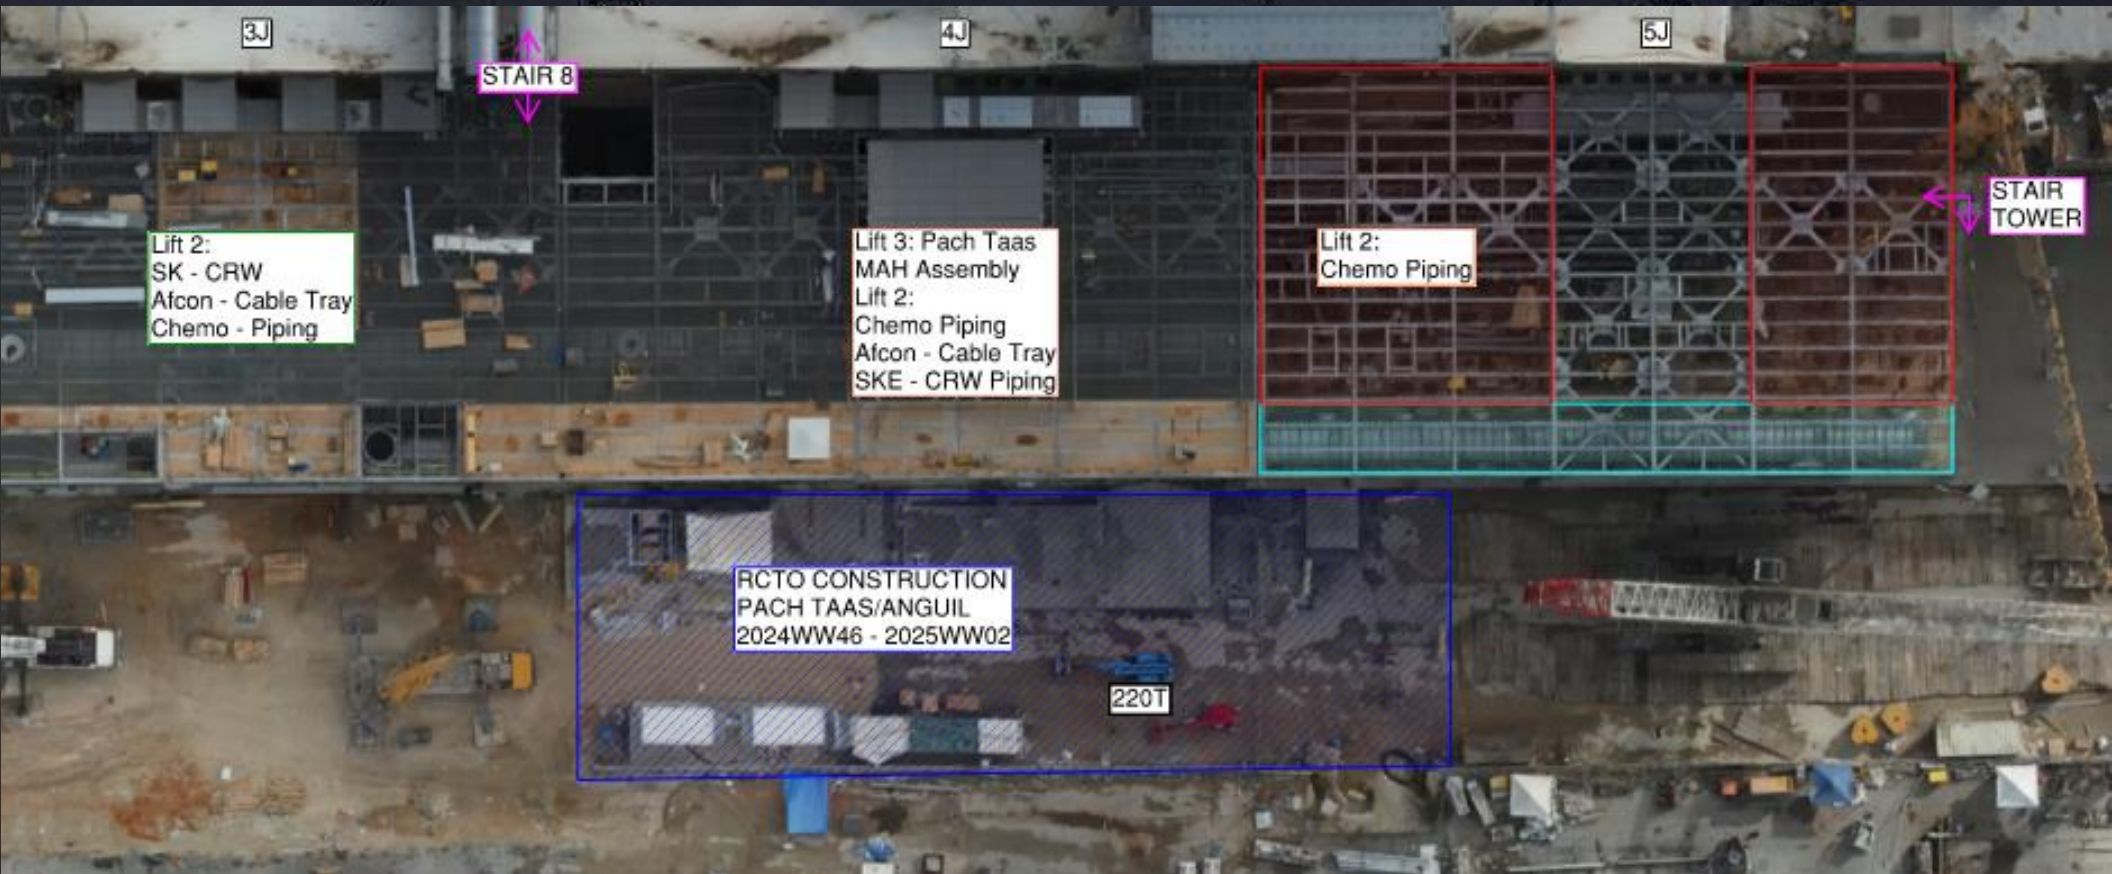 3J
4J
5J
STAIR 8
STAIR
TOWER
Lift 2:
SK - CRW
Afcon - Cable Tray
Chemo - Piping
Lift 3: Pach Taas
MAH Assembly
Lift 2:
Chemo Piping
Afcon - Cable Tray
SKE - CRW Piping
Lift 2:
Chemo Piping
RCTO CONSTRUCTION
PACH TAAS/ANGUIL
2024WW46 - 2025WW02
220T